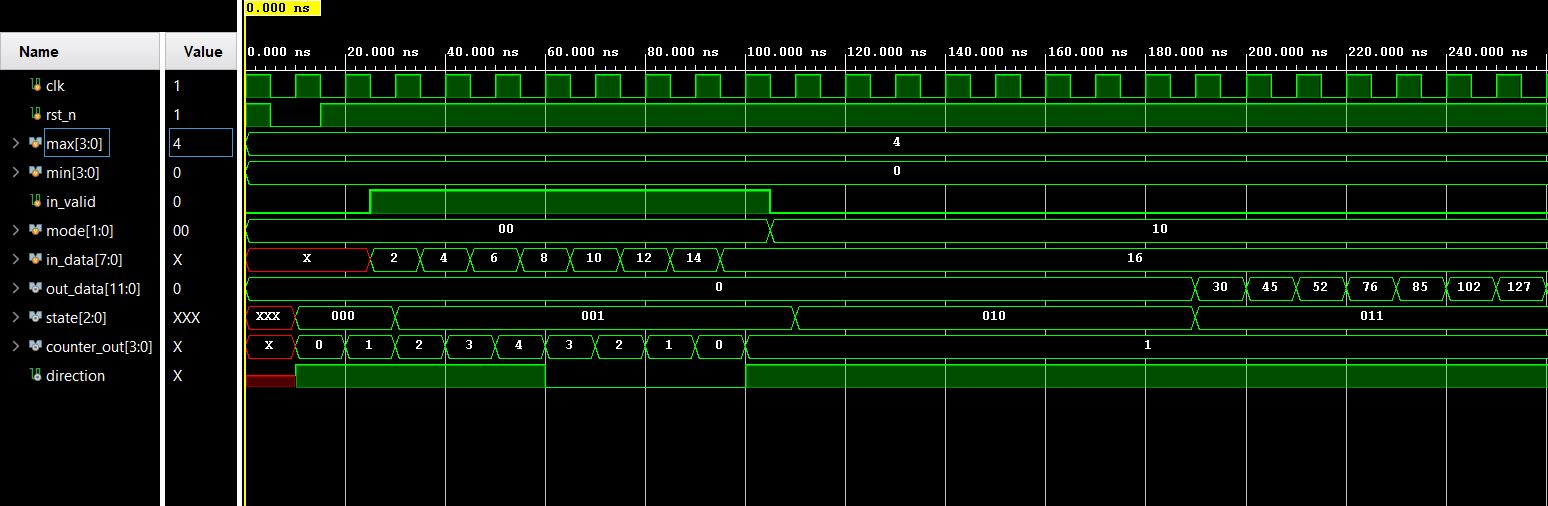 0.000 ns
Name Value 0.000 ns 20.000 ns 40.000 ns 60.000 ns 80.000 ns 100.000 ns 120.000 ns 140.000 ns 160.000 ns 180.000 ns 200.000 ns 220.000 ns 240.000 ns
clk 1
rst_n 1
max[3:0] 4 4
min[3:0] 0 0
in_valid 0
mode[1:0] 00 00 10
in_data[7:0] X X 2 4 6 8 10 12 14 16
out_data[11:0] 0 0 30 45 52 76 85 102 127
state[2:0] XXX XXX 000 001 010 011
counter_out[3:0] X X 0 1 2 3 4 3 2 1 0 1
direction X